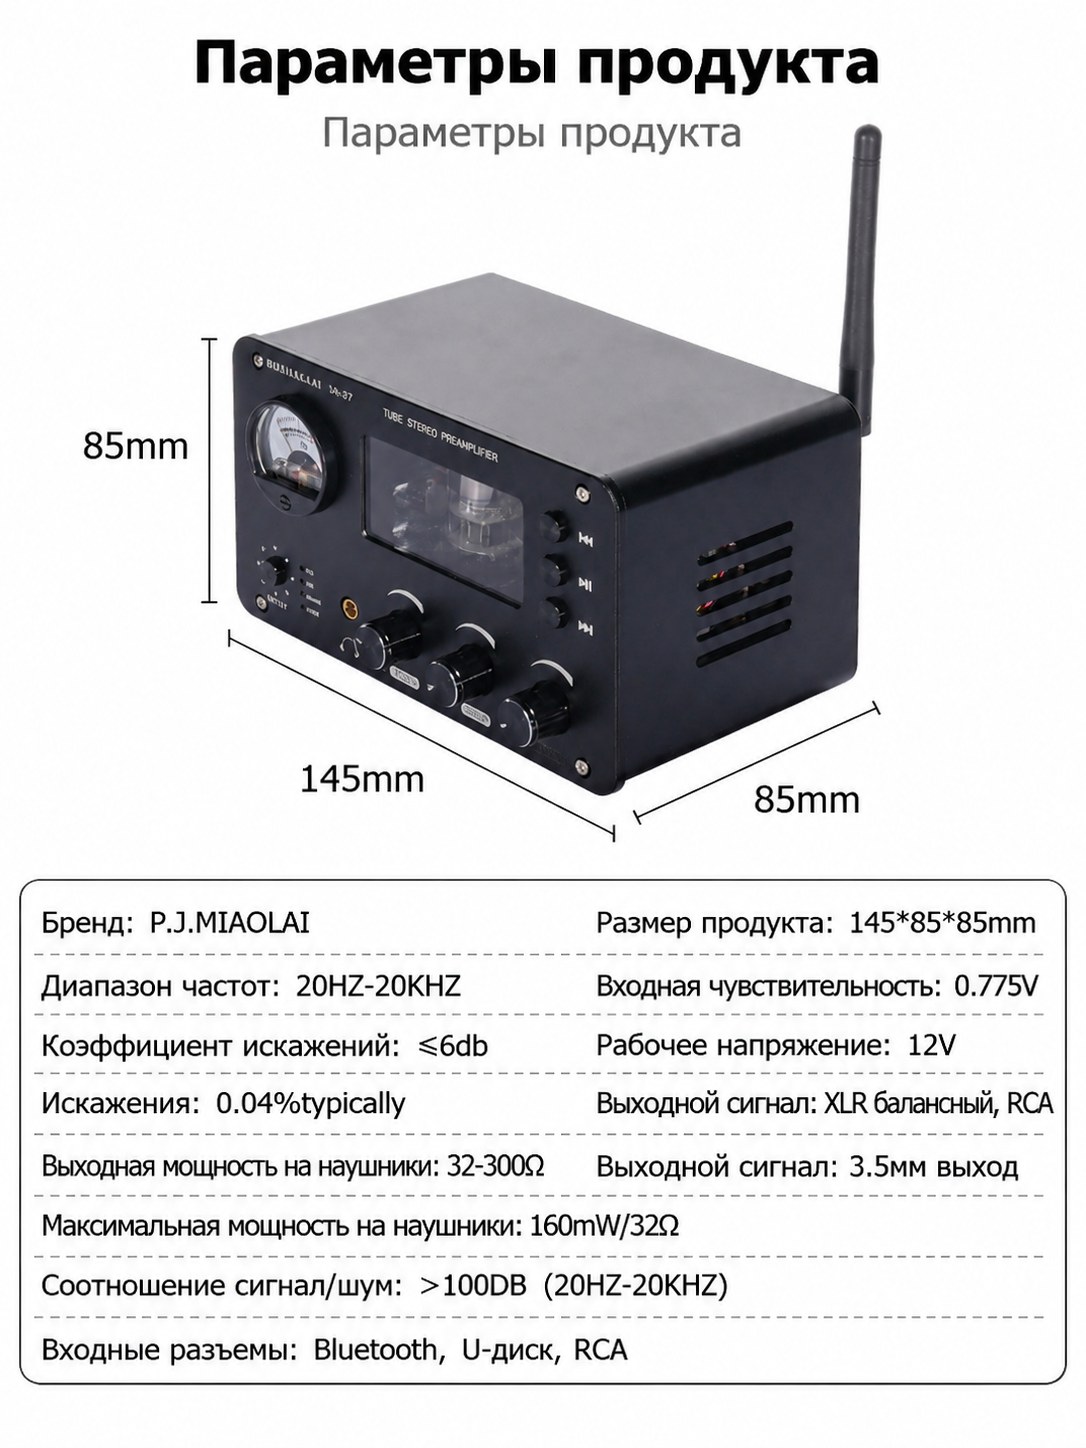 Параметры продукта
Параметры продукта
TUBE STEREO PREAMPLIFIER
85mm
145mm
85mm
Бренд: P.J.MIAOLAI
Размер продукта: 145*85*85mm
Диапазон частот: 20HZ-20KHZ
Входная чувствительность: 0.775V
Коэффициент искажений: ≤6db
Рабочее напряжение: 12V
Искажения: 0.04%typically
Выходной сигнал: XLR балансный, RCA
Выходная мощность на наушники: 32-300Ω
Выходной сигнал: 3.5мм выход
Максимальная мощность на наушники: 160mW/32Ω
Соотношение сигнал/шум: >100DB (20HZ-20KHZ)
Входные разъемы: Bluetooth, U-диск, RCA